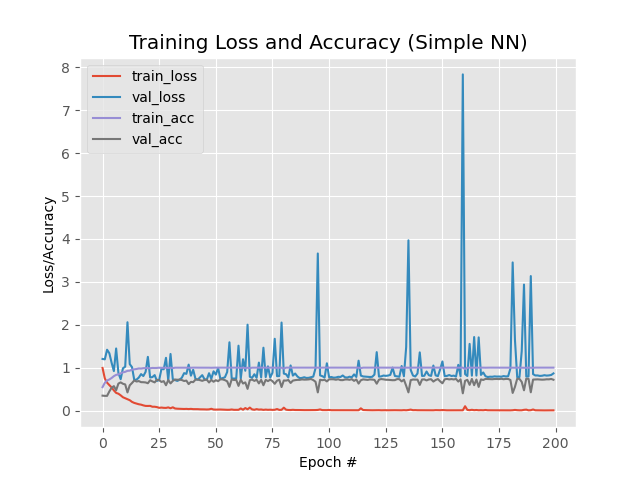 Training Loss and Accuracy (Simple NN)
train_loss
val_loss
train_acc
val_acc
Loss/Accuracy
8
7
6
5
4
3
2
1
0
0 25 50 75 100 125 150 175 200
Epoch #